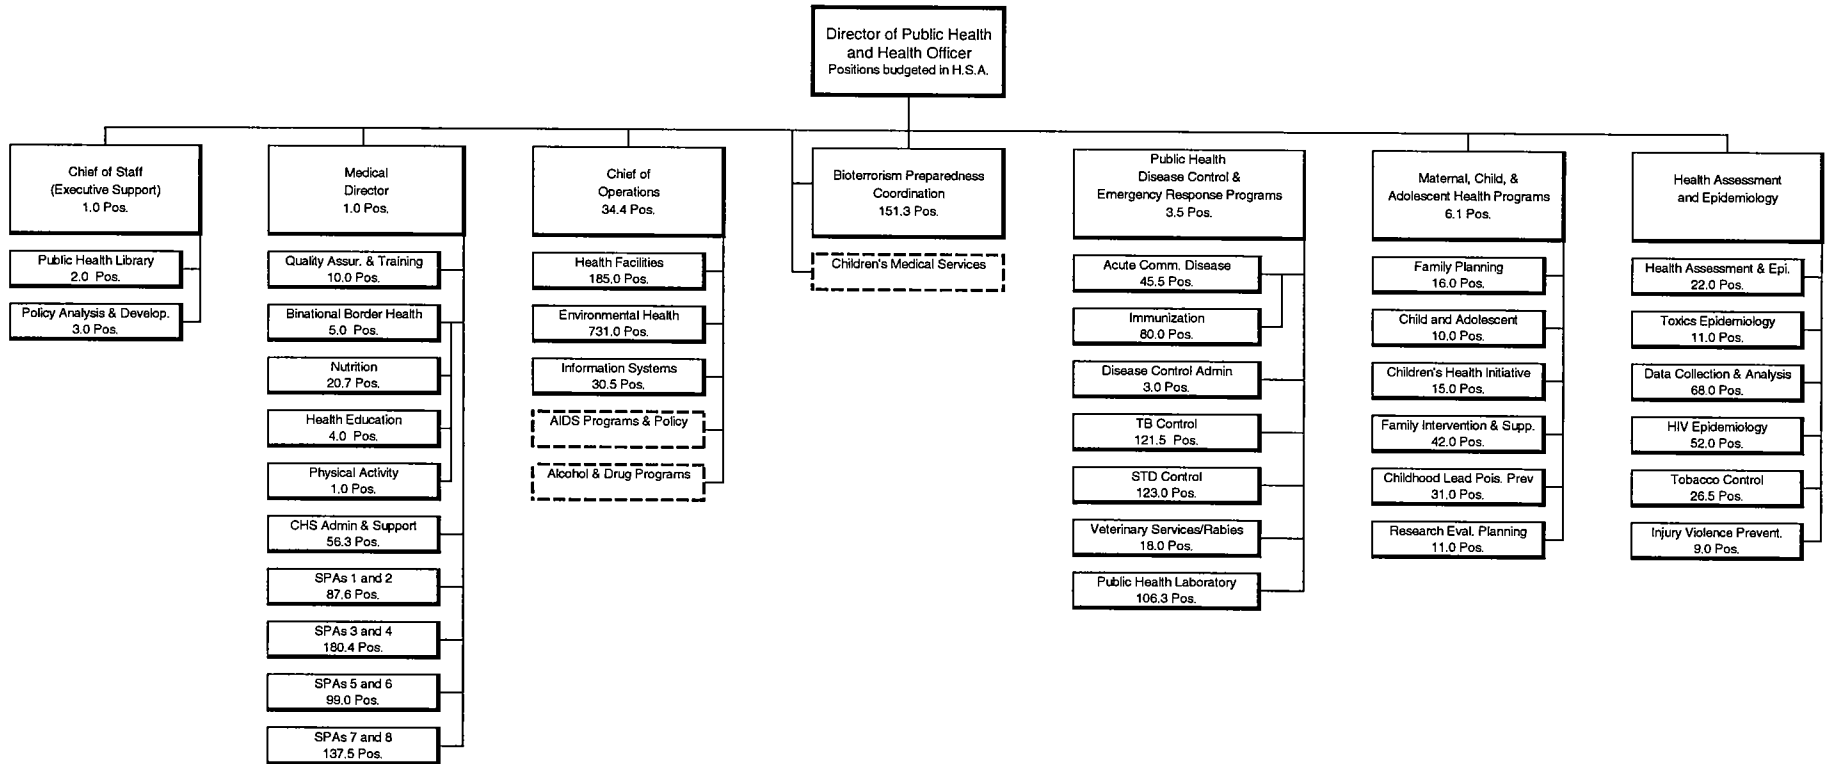 Director of Public Health
and Health Officer
Positions budgeted in H.S.A.
Chief of Staff
(Executive Support)
1.0 Pos.
Public Health Library
2.0 Pos.
Policy Analysis & Develop.
3.0 Pos.
Medical
Director
1.0 Pos.
Quality Assur. & Training
10.0 Pos.
Binational Border Health
5.0 Pos.
Nutrition
20.7 Pos.
Health Education
4.0 Pos.
Physical Activity
1.0 Pos.
CHS Admin & Support
56.3 Pos.
SPAs 1 and 2
87.6 Pos.
SPAs 3 and 4
180.4 Pos.
SPAs 5 and 6
99.0 Pos.
SPAs 7 and 8
137.5 Pos.
Chief of
Operations
34.4 Pos.
Health Facilities
185.0 Pos.
Environmental Health
731.0 Pos.
Information Systems
30.5 Pos.
AIDS Programs & Policy
Alcohol & Drug Programs
Bioterrorism Preparedness
Coordination
151.3 Pos.
Children's Medical Services
Public Health
Disease Control &
Emergency Response Programs
3.5 Pos.
Acute Comm. Disease
45.5 Pos.
Immunization
80.0 Pos.
Disease Control Admin
3.0 Pos.
TB Control
121.5 Pos.
STD Control
123.0 Pos.
Veterinary Services/Rabies
18.0 Pos.
Public Health Laboratory
106.3 Pos.
Maternal, Child, &
Adolescent Health Programs
6.1 Pos.
Family Planning
16.0 Pos.
Child and Adolescent
10.0 Pos.
Children's Health Initiative
15.0 Pos.
Family Intervention & Supp.
42.0 Pos.
Childhood Lead Pois. Prev
31.0 Pos.
Research Eval. Planning
11.0 Pos.
Health Assessment
and Epidemiology
Health Assessment & Epi.
22.0 Pos.
Toxics Epidemiology
11.0 Pos.
Data Collection & Analysis
68.0 Pos.
HIV Epidemiology
52.0 Pos.
Tobacco Control
26.5 Pos.
Injury Violence Prevent.
9.0 Pos.